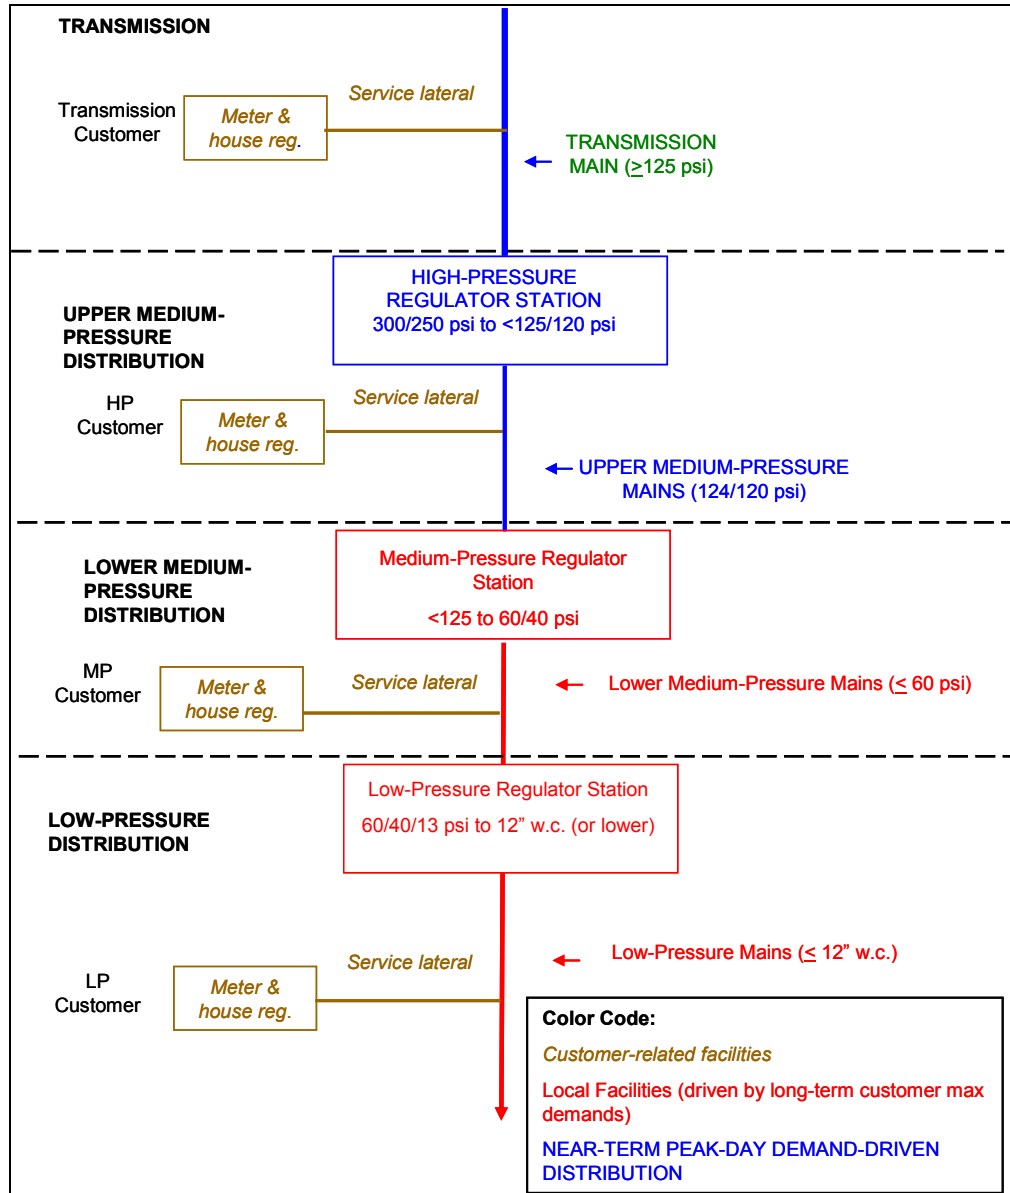 TRANSMISSION
Transmission
Customer
Meter &
house reg.
Service lateral
TRANSMISSION
MAIN (≥125 psi)
HIGH-PRESSURE
REGULATOR STATION
300/250 psi to <125/120 psi
UPPER MEDIUM-
PRESSURE
DISTRIBUTION
HP
Customer
Meter &
house reg.
Service lateral
UPPER MEDIUM-PRESSURE
MAINS (124/120 psi)
LOWER MEDIUM-
PRESSURE
DISTRIBUTION
Medium-Pressure Regulator
Station
<125 to 60/40 psi
MP
Customer
Meter &
house reg.
Service lateral
Lower Medium-Pressure Mains (≤ 60 psi)
LOW-PRESSURE
DISTRIBUTION
Low-Pressure Regulator Station
60/40/13 psi to 12” w.c. (or lower)
LP
Customer
Meter &
house reg.
Service lateral
Low-Pressure Mains (≤ 12” w.c.)
Color Code:
Customer-related facilities
Local Facilities (driven by long-term customer max
demands)
NEAR-TERM PEAK-DAY DEMAND-DRIVEN
DISTRIBUTION